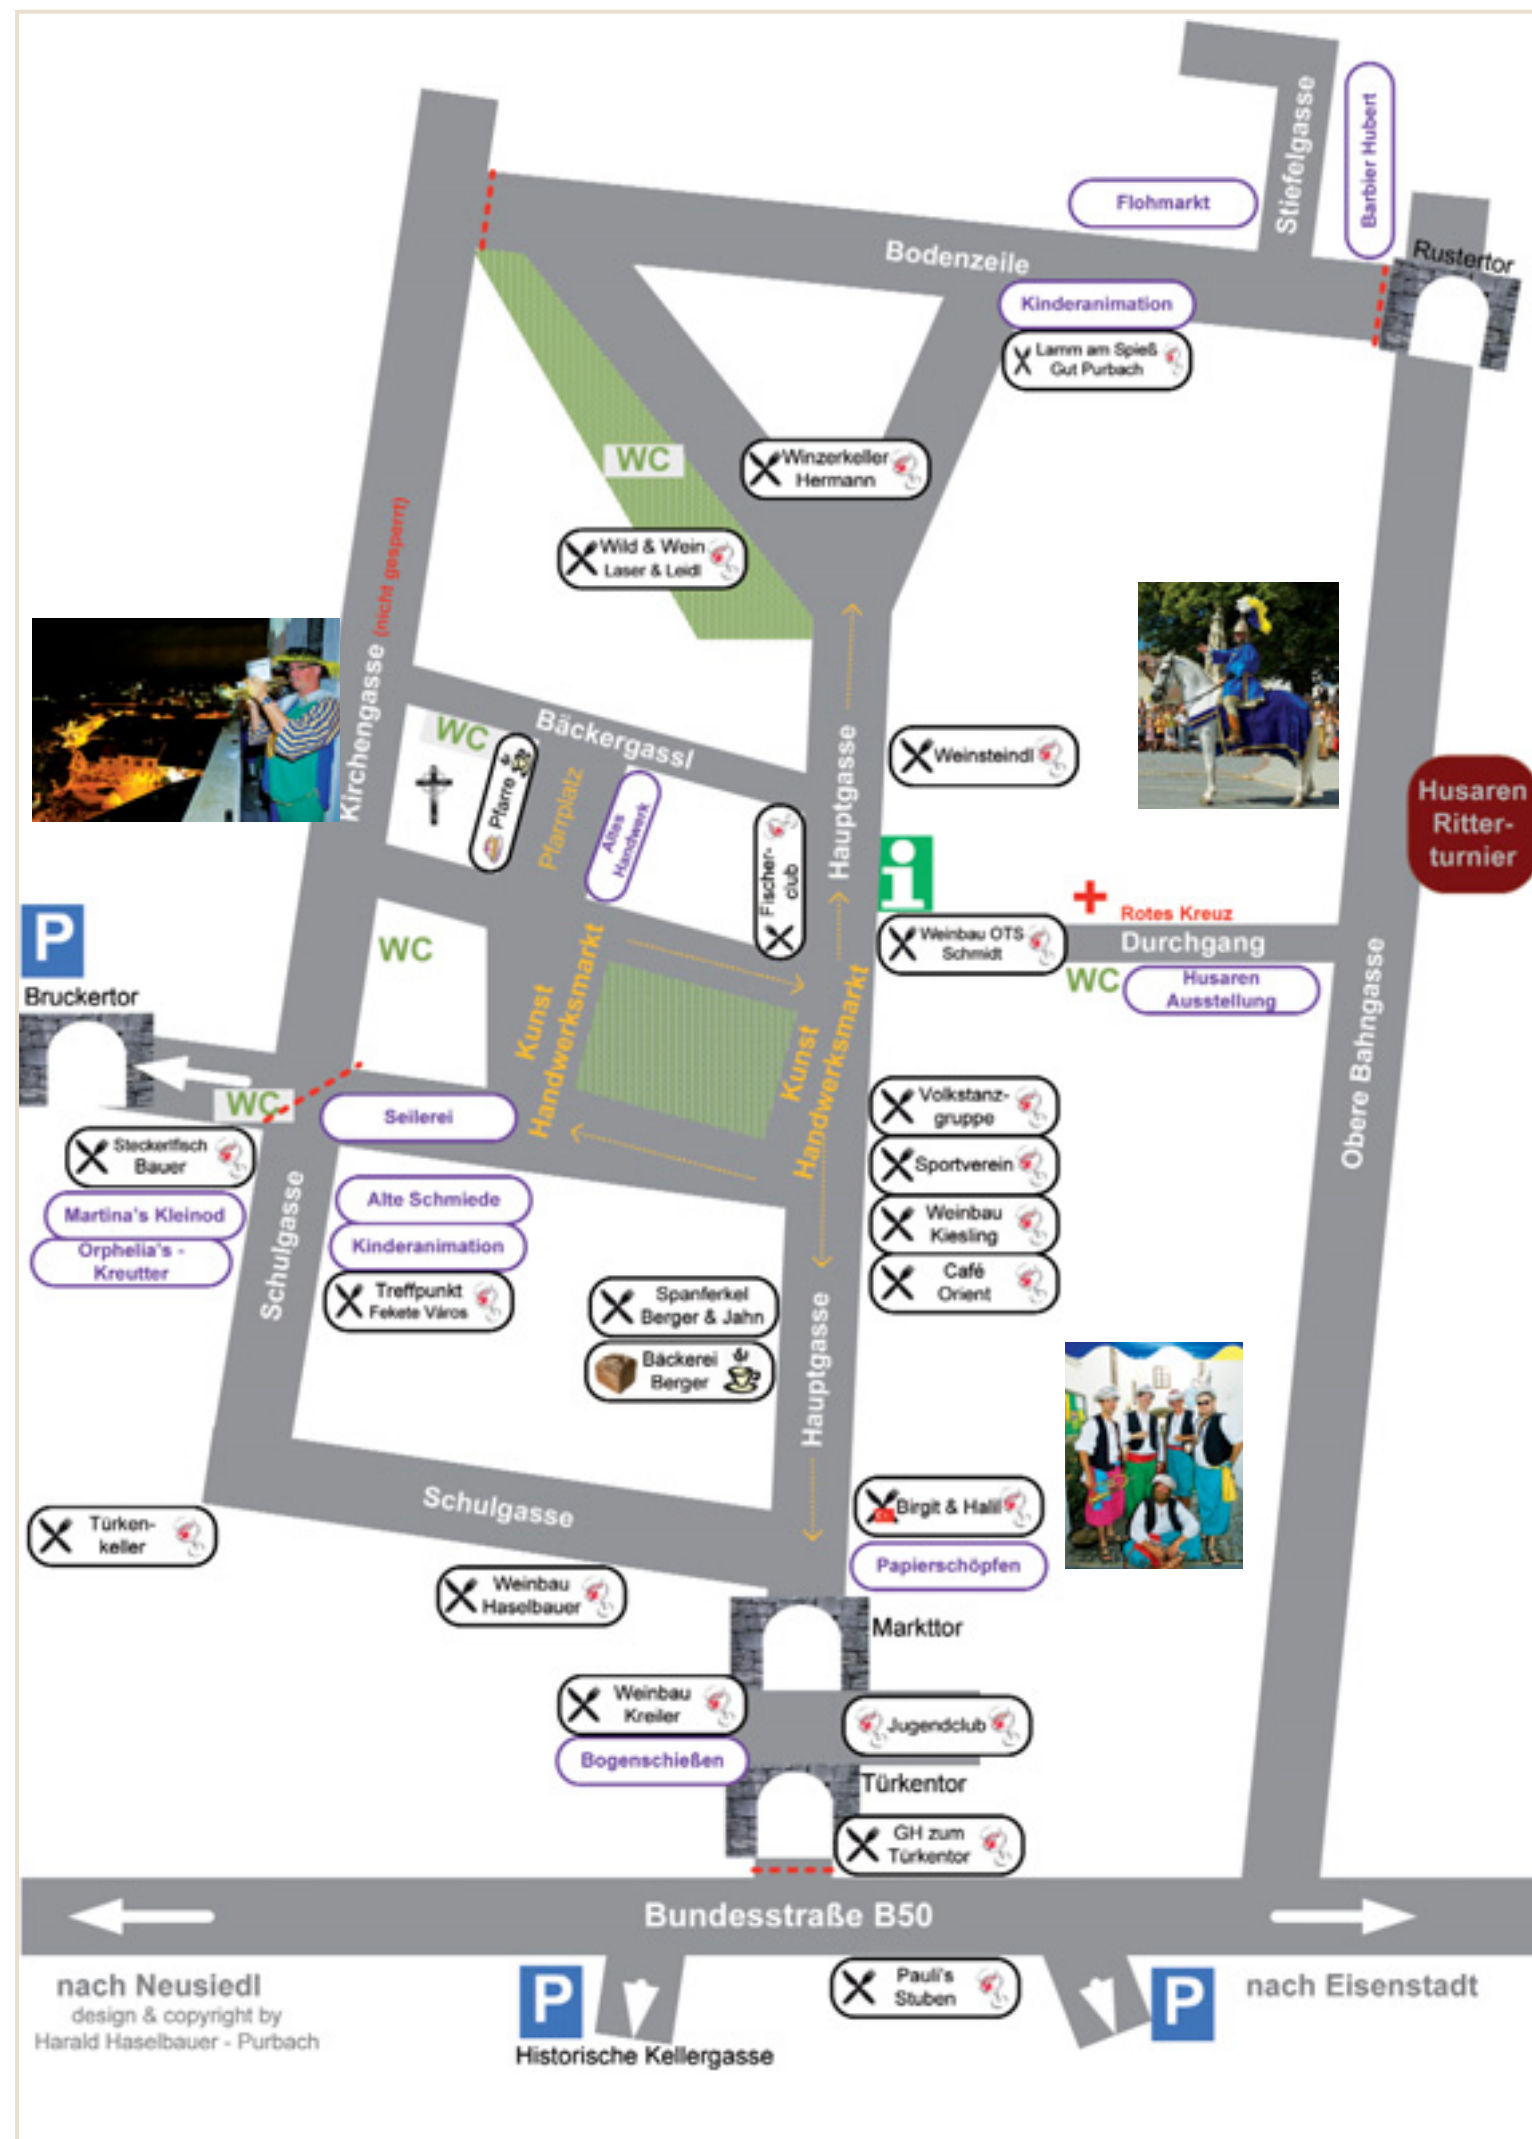 Stiefelgasse
Barbier Hubert
Flohmarkt
Rustertor
Bodenzeile
Kinderanimation
Lamm am Spieß
Gut Purbach
WC
Winzerkeller
Hermann
Wild & Wein
Laser & Leidl
Kirchengasse (nicht gesperrt)
Bäckergassl
WC
Pfarre
Pfarrplatz
Altes
Handwerk
Hauptgasse
Weinsteindl
Husaren
Ritter-
turnier
Fischer-
club
i
Rotes Kreuz
Weinbau OTS
Schmidt
Durchgang
WC
Husaren
Ausstellung
P
Bruckertor
WC
Kunst
Handwerksmarkt
Kunst
Handwerksmarkt
Obere Bahngasse
WC
Seilerei
Steckerlfisch
Bauer
Martina's Kleinod
Orphelia's -
Kreutter
Schulgasse
Alte Schmiede
Kinderanimation
Treffpunkt
Fekete Város
Volkstanz-
gruppe
Sportverein
Weinbau
Kiesling
Café
Orient
Spanferkel
Berger & Jahn
Bäckerei
Berger
Hauptgasse
Schulgasse
Türken-
keller
Birgit & Halil
Papierschöpfen
Weinbau
Haselbauer
Markttor
Weinbau
Kreiler
Jugendclub
Bogenschießen
Türkentor
GH zum
Türkentor
Bundesstraße B50
nach Neusiedl
design & copyright by
Harald Haselbauer - Purbach
P
Historische Kellergasse
Pauli's
Stuben
P
nach Eisenstadt